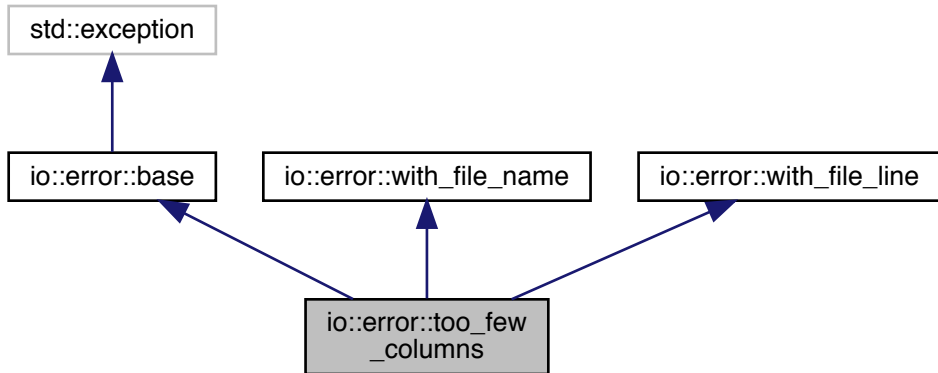 std::exception
io::error::base
io::error::with_file_name
io::error::with_file_line
io::error::too_few
_columns